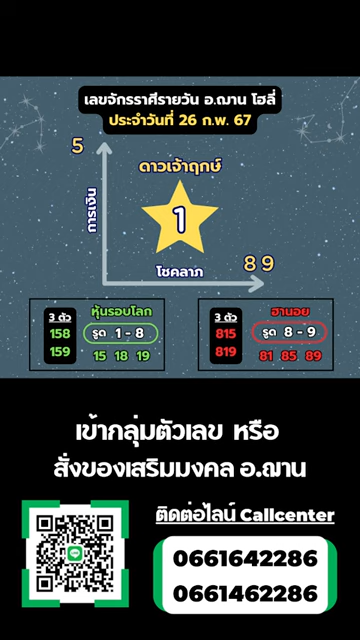 เลขจักรราศีรายวัน อ.ฌาน โฮลี่
ประจำวันที่ 26 ก.พ. 67
5
ดาวเจ้าฤกษ์
การเงิน
1
โชคลาภ
8 9
3 ตัว
158
159
หุ้นรอบโลก
รูด 1 - 8
15 18 19
3 ตัว
815
819
ฮานอย
รูด 8 - 9
81 85 89
เข้ากลุ่มตัวเลข หรือ
สั่งของเสริมมงคล อ.ฌาน
ติดต่อไลน์ Callcenter
0661642286
0661462286